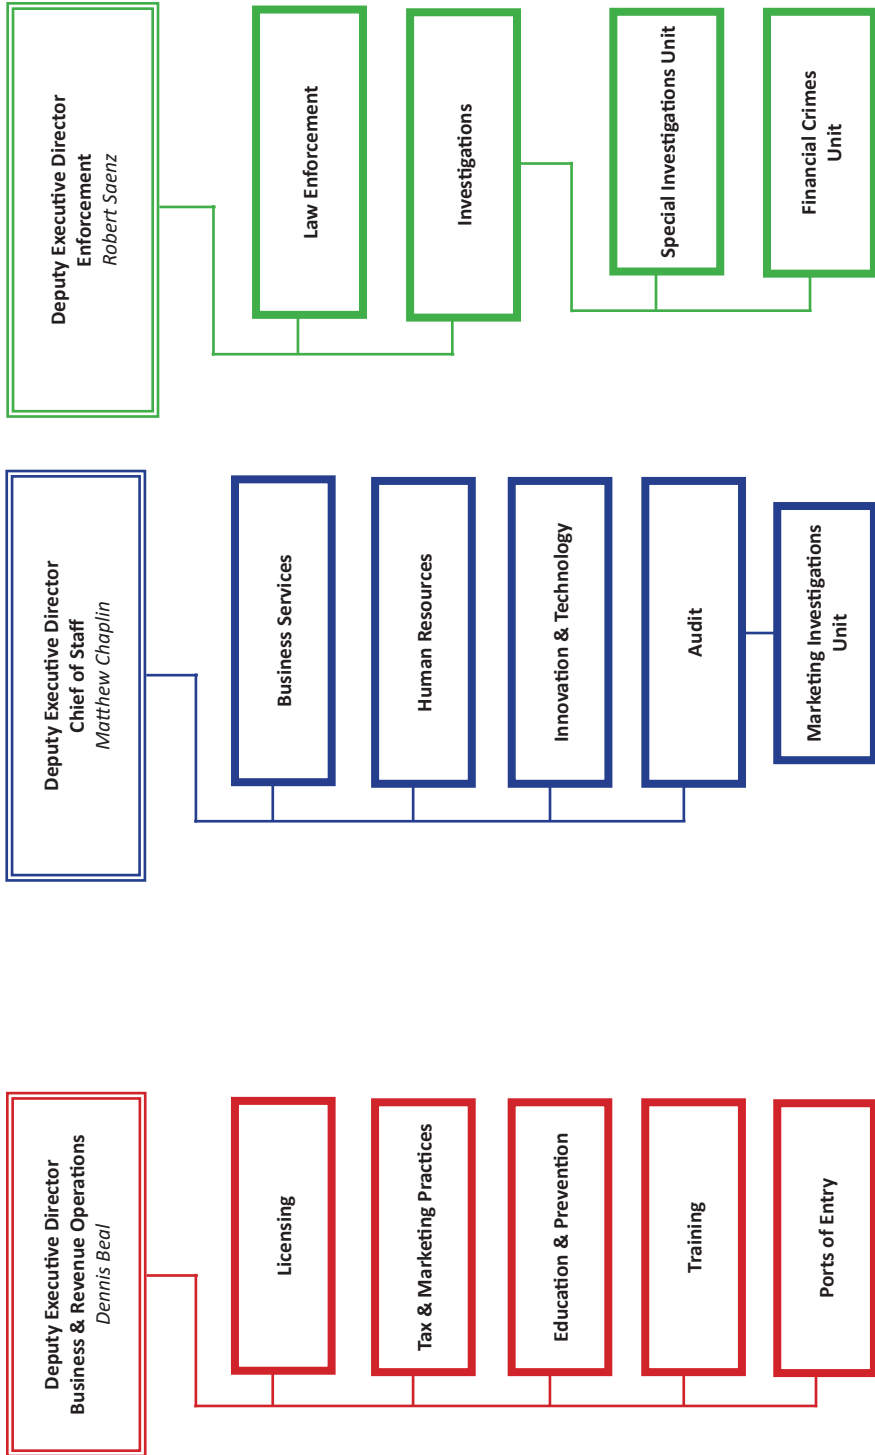 Deputy Executive Director
Business & Revenue Operations
Dennis Beal
Licensing
Tax & Marketing Practices
Education & Prevention
Training
Ports of Entry
Deputy Executive Director
Chief of Staff
Matthew Chaplin
Business Services
Human Resources
Innovation & Technology
Audit
Marketing Investigations
Unit
Deputy Executive Director
Enforcement
Robert Saenz
Law Enforcement
Investigations
Special Investigations Unit
Financial Crimes
Unit